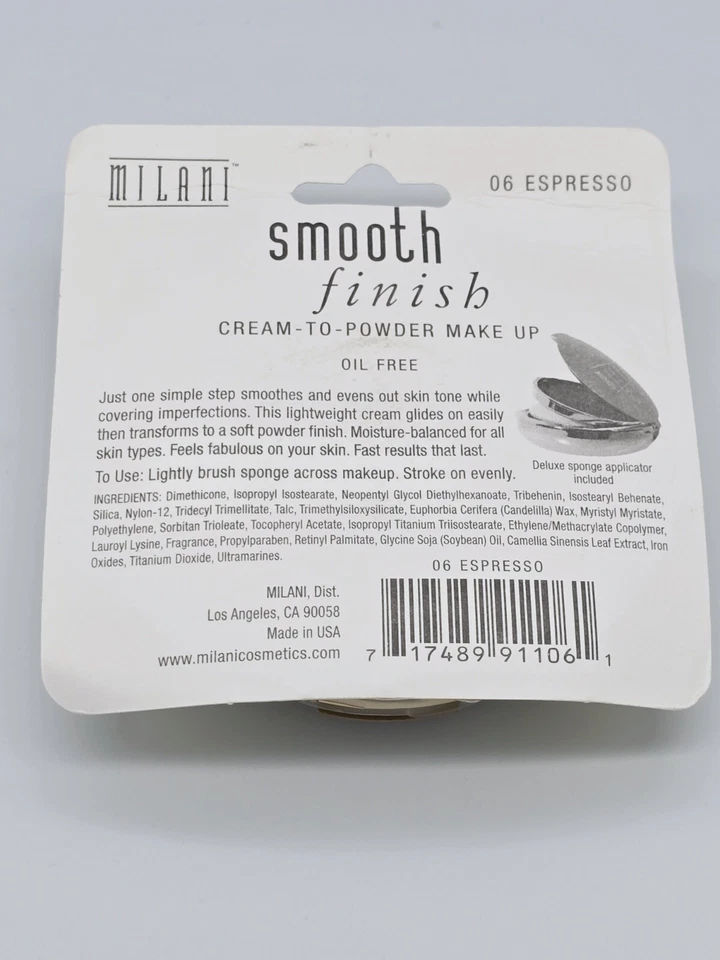 MILANI™
06 ESPRESSO
smooth
finish
CREAM-TO-POWDER MAKE UP
OIL FREE
Just one simple step smoothes and evens out skin tone while
covering imperfections. This lightweight cream glides on easily
then transforms to a soft powder finish. Moisture-balanced for all
skin types. Feels fabulous on your skin. Fast results that last.
To Use: Lightly brush sponge across makeup. Stroke on evenly.
Deluxe sponge applicator
included
INGREDIENTS: Dimethicone, Isopropyl Isostearate, Neopentyl Glycol Diethylhexanoate, Tribehenin, Isostearyl Behenate,
Silica, Nylon-12, Tridecyl Trimellitate, Talc, Trimethylsiloxysilicate, Euphorbia Cerifera (Candelilla) Wax, Myristyl Myristate,
Polyethylene, Sorbitan Trioleate, Tocopheryl Acetate, Isopropyl Titanium Triisostearate, Ethylene/Methacrylate Copolymer,
Lauroyl Lysine, Fragrance, Propylparaben, Retinyl Palmitate, Glycine Soja (Soybean) Oil, Camellia Sinensis Leaf Extract, Iron
Oxides, Titanium Dioxide, Ultramarines.
06 ESPRESSO
MILANI, Dist.
Los Angeles, CA 90058
Made in USA
www.milanicosmetics.com
7 17489 91106 1